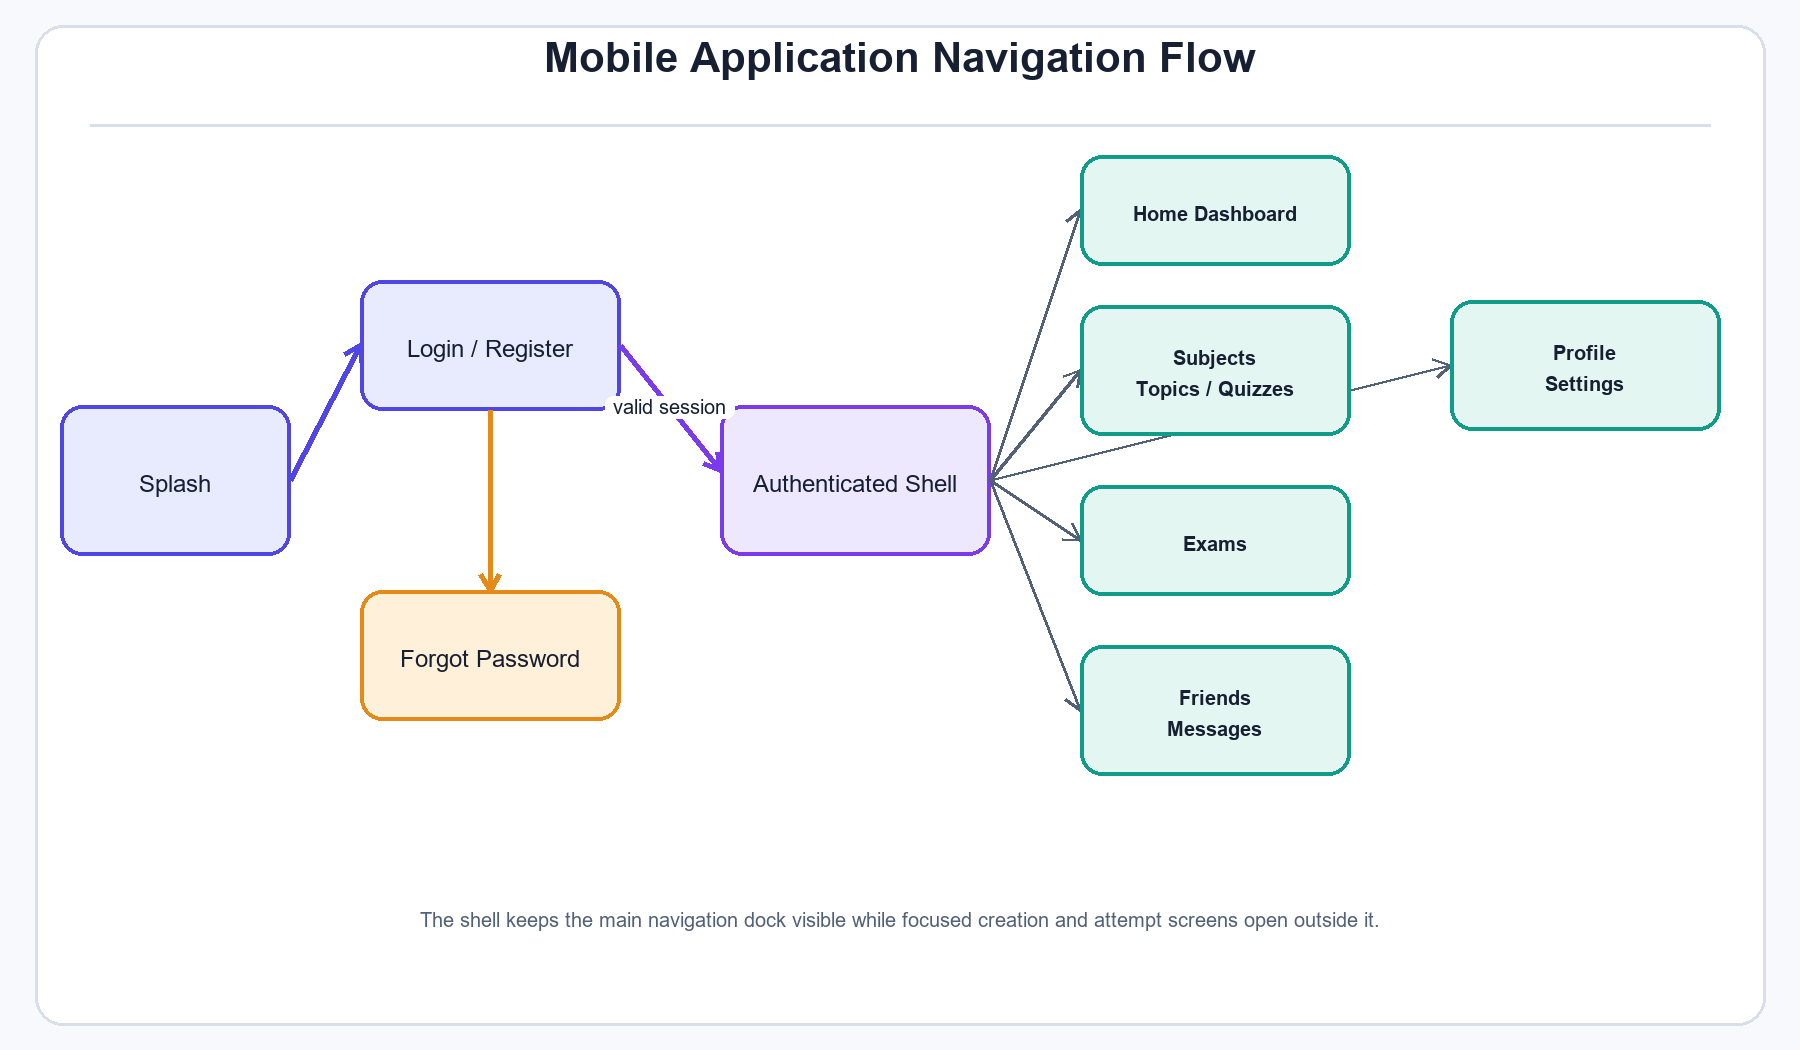 Mobile Application Navigation Flow
Home Dashboard
Login / Register
Subjects
Topics / Quizzes
Profile
Settings
valid session
Splash
Authenticated Shell
Exams
Forgot Password
Friends
Messages
The shell keeps the main navigation dock visible while focused creation and attempt screens open outside it.